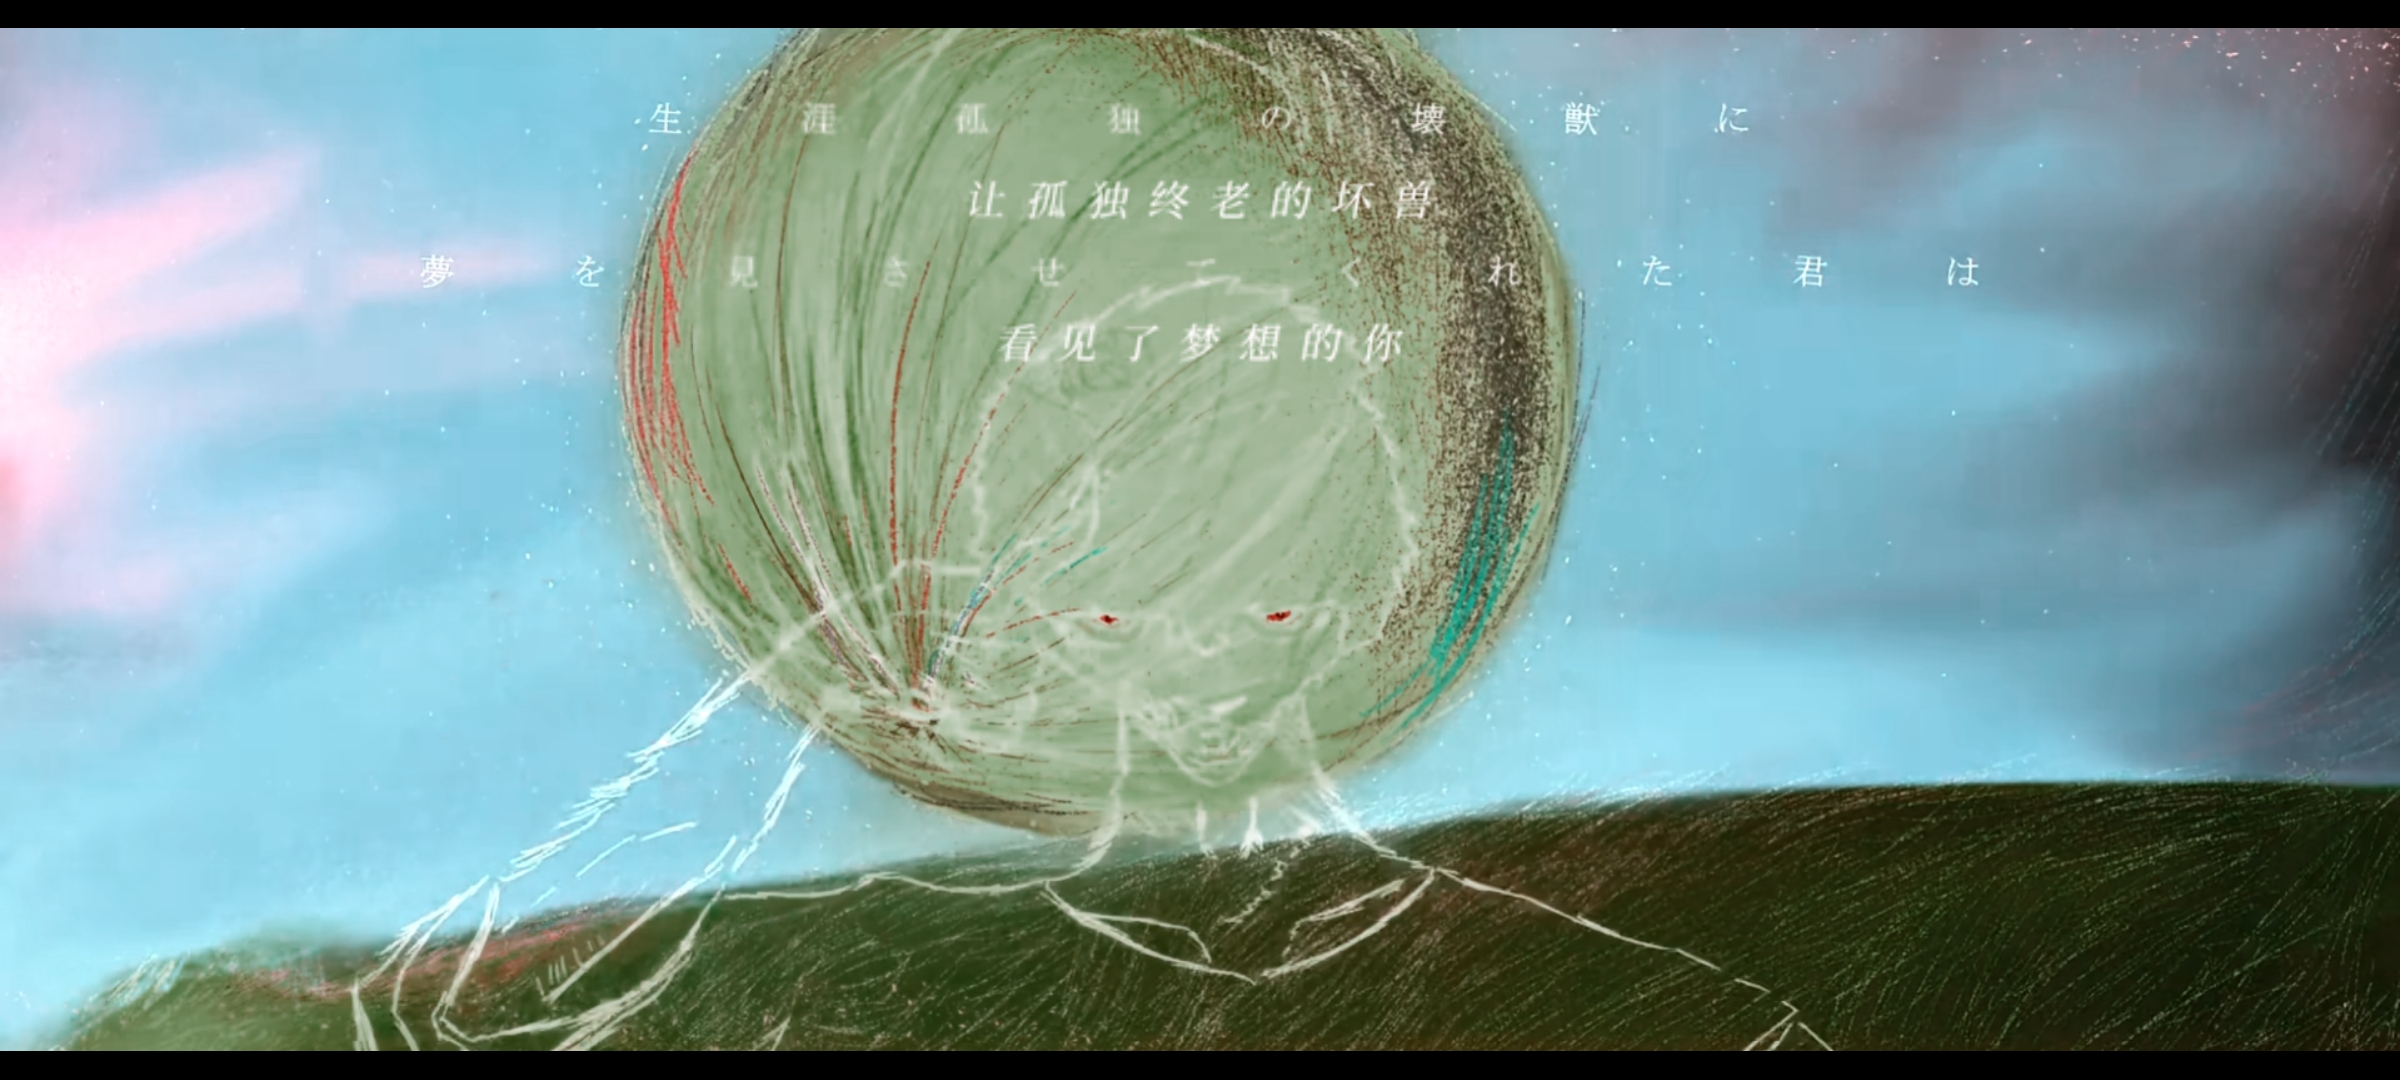 生涯孤独の壊獣に
让孤独终老的坏兽
夢を見させてくれた君は
看见了梦想的你